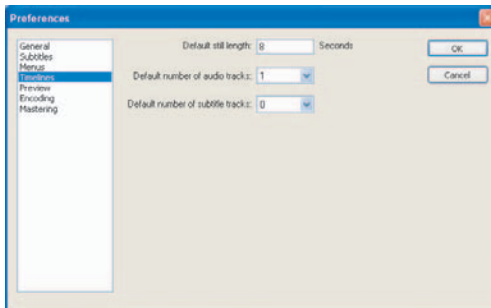 Preferences
General
Subtitles
Menus
Timelines
Preview
Encoding
Mastering
Default still length: 8 Seconds
Default number of audio tracks: 1
Default number of subtitle tracks: 0
OK
Cancel